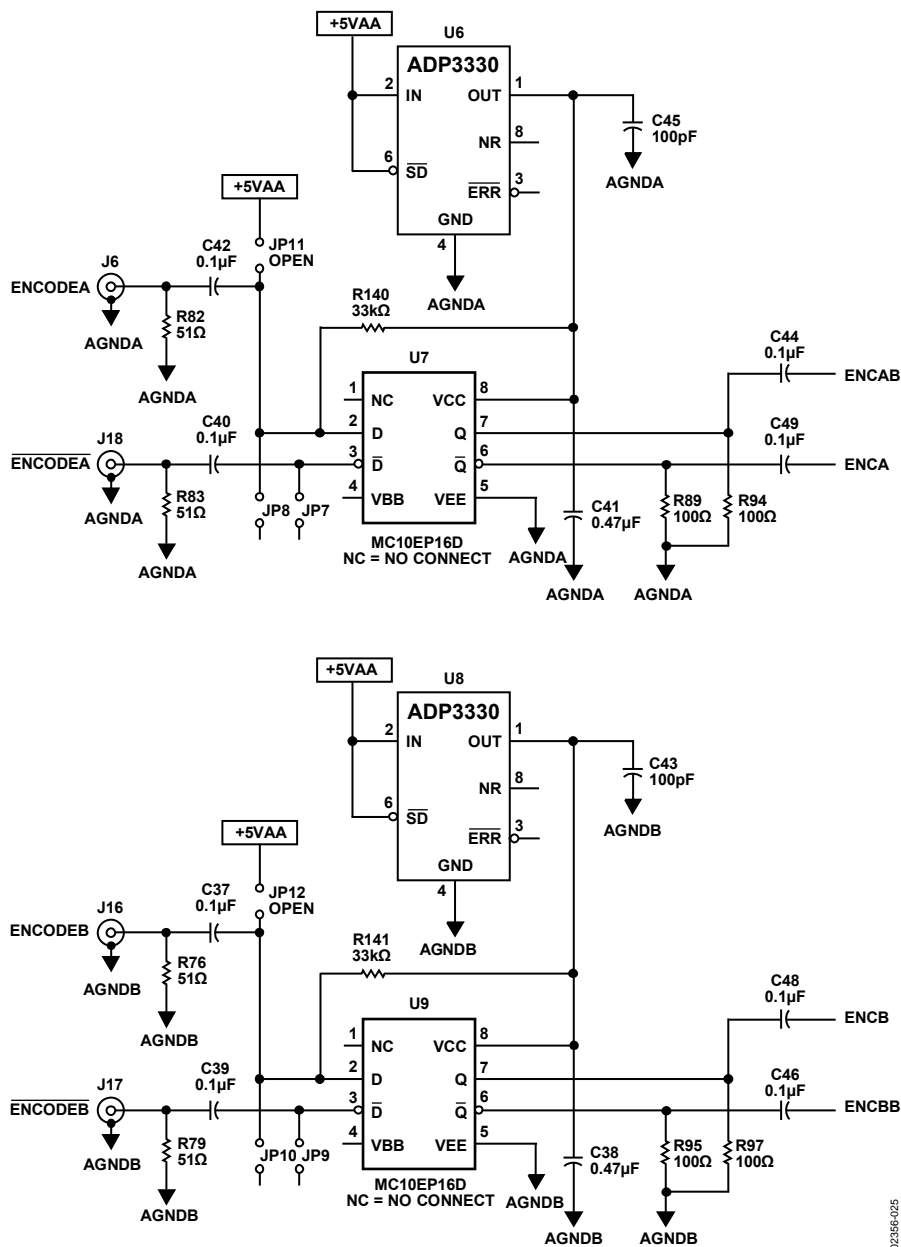 +5VAA
U6
ADP3330
2
IN
OUT
1
NR
8
6
SD
ERR
3
GND
4
AGNDA
C45
100pF
AGNDA
+5VAA
JP11
OPEN
C42
0.1µF
J6
ENCODEA
AGNDA
R82
51Ω
AGNDA
R140
33kΩ
U7
1
NC
VCC
8
2
D
Q
7
3
D
Q
6
4
VBB
VEE
5
MC10EP16D
NC = NO CONNECT
C40
0.1µF
J18
ENCODEA
AGNDA
R83
51Ω
AGNDA
JP8
JP7
AGNDA
C41
0.47µF
AGNDA
R89
100Ω
R94
100Ω
AGNDA
C44
0.1µF
ENCAB
C49
0.1µF
ENCA
+5VAA
U8
ADP3330
2
IN
OUT
1
NR
8
6
SD
ERR
3
GND
4
AGNDB
C43
100pF
AGNDB
+5VAA
JP12
OPEN
C37
0.1µF
J16
ENCODEB
AGNDB
R76
51Ω
AGNDB
R141
33kΩ
U9
1
NC
VCC
8
2
D
Q
7
3
D
Q
6
4
VBB
VEE
5
MC10EP16D
NC = NO CONNECT
C39
0.1µF
J17
ENCODEB
AGNDB
R79
51Ω
AGNDB
JP10
JP9
AGNDB
C38
0.47µF
AGNDB
R95
100Ω
R97
100Ω
AGNDB
C48
0.1µF
ENCB
C46
0.1µF
ENCBB
02356-025